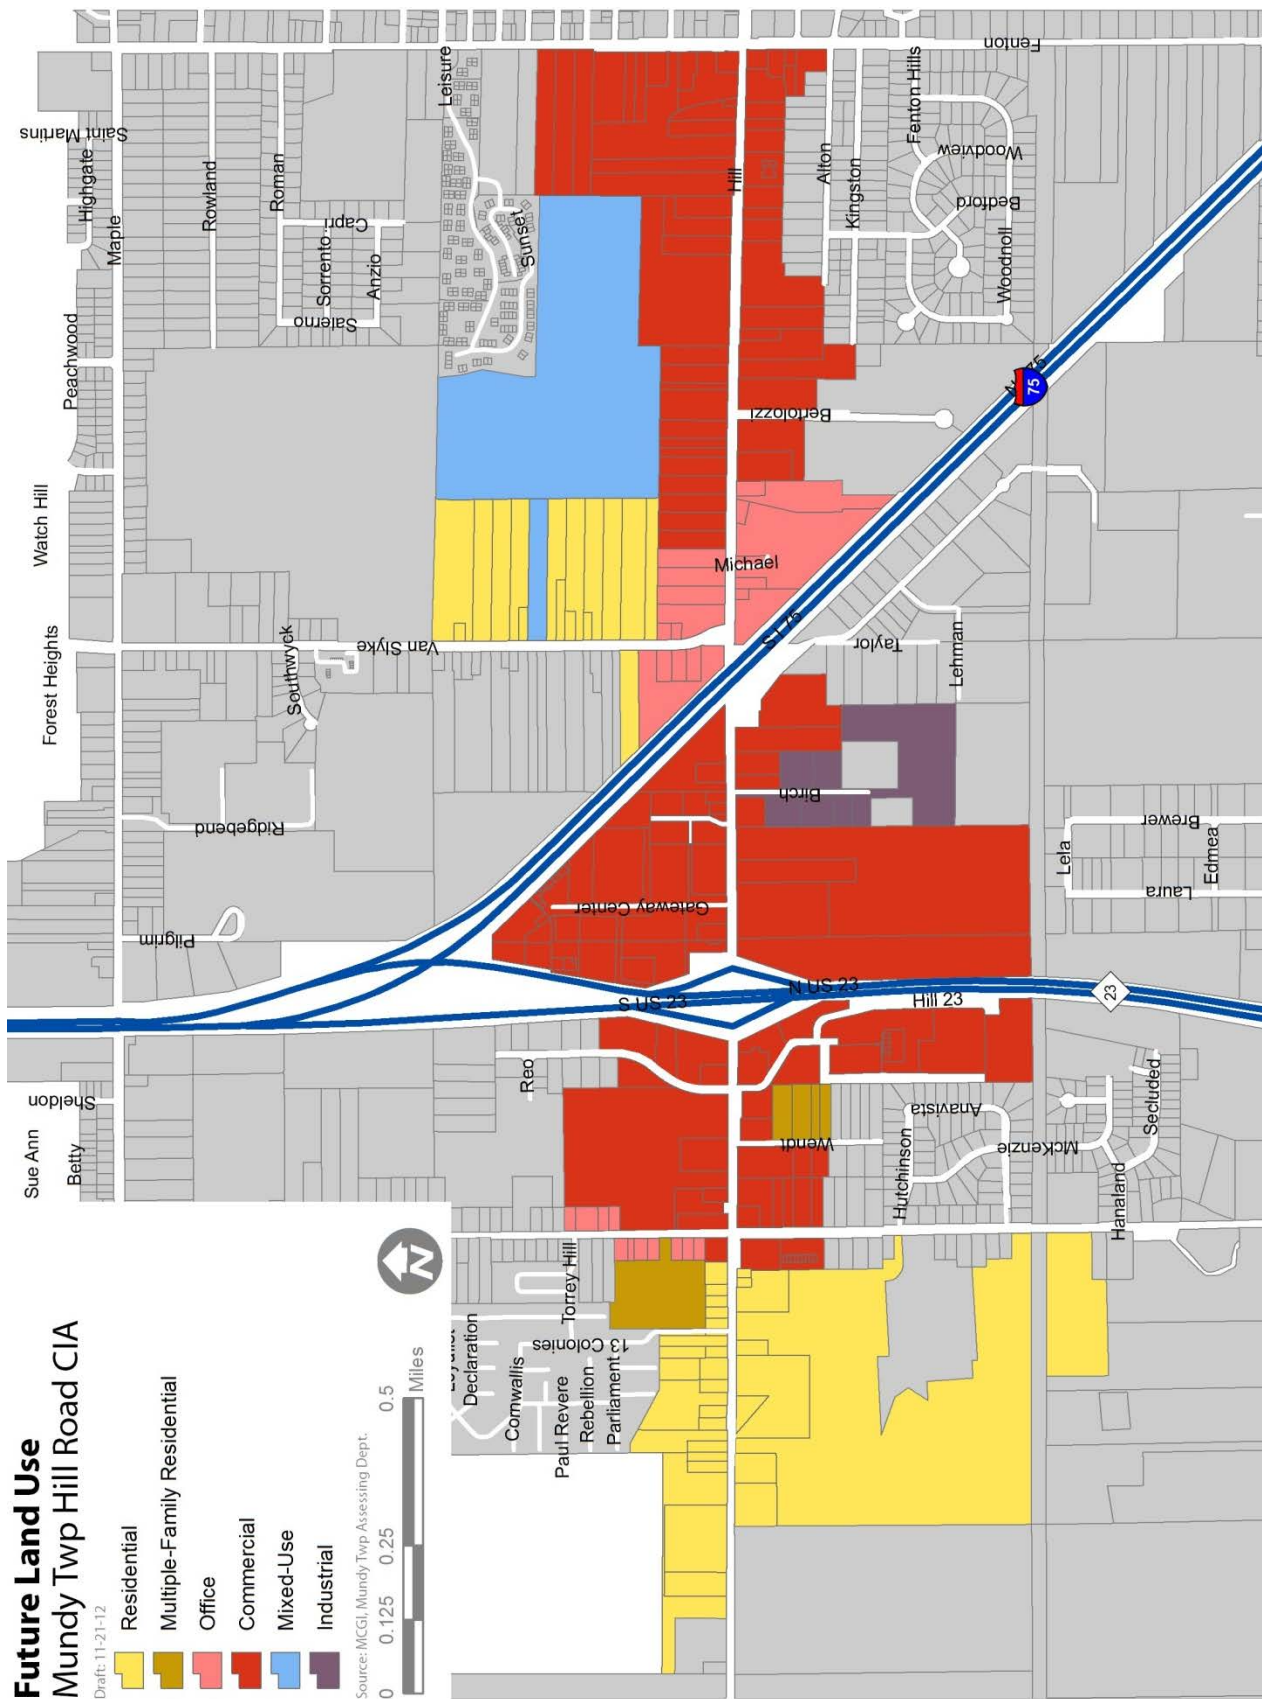 Future Land Use
Mundy Twp Hill Road CIA
Draft: 11-21-12
Residential
Multiple-Family Residential
Office
Commercial
Mixed-Use
Industrial
Source: MCGI, Mundy Twp Assessing Dept.
0 0.125 0.25 0.5
Miles
N
Sue Ann
Betty
Sheldon
Forest Heights
Watch Hill
Peachwood
Highgate
Saint Martins
Maple
Pilgrim
Ridgebend
Southwyck
Van Slyke
Rowland
Roman
Capri
Sorrento
Anzio
Salerno
Leisure
Sunset
Declaration
Cornwallis
Paul Revere
Rebellion
Parliament
13 Colonies
Torrey Hill
Reo
S US 23
N US 23
Gateway Center
S I 75
Michael
Hill
Fenton
Wendt
Hill 23
Birch
Taylor
Lehman
Bertolozzi
Alton
Kingston
Fenton Hills
Woodview
Bedford
Woodnoll
75
23
Hutchinson
Anavista
McKenzie
Hanaland
Secluded
Lela
Laura
Brewer
Edmea